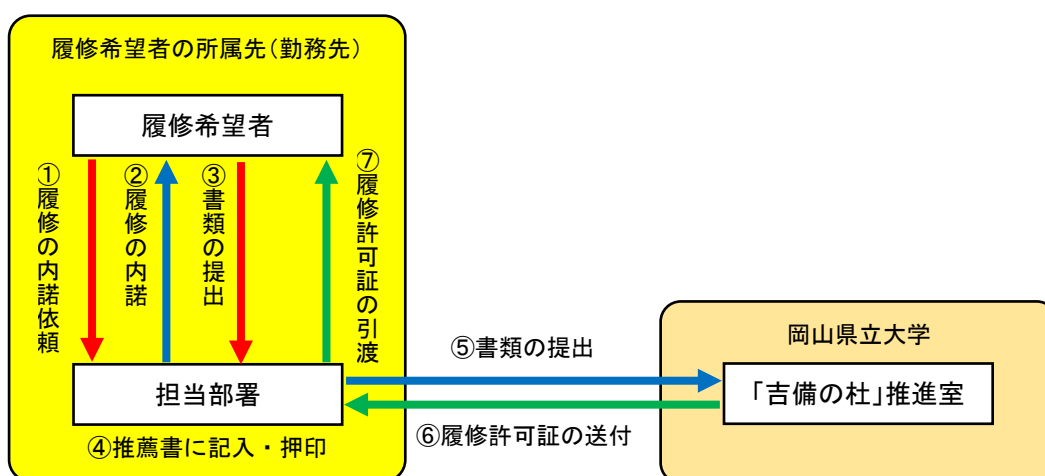 履修希望者の所属先(勤務先)
履修希望者
①履修の内諾依頼
②履修の内諾
③書類の提出
⑦履修許可証の引渡
担当部署
④推薦書に記入・押印
⑤書類の提出
⑥履修許可証の送付
岡山県立大学
「吉備の杜」推進室